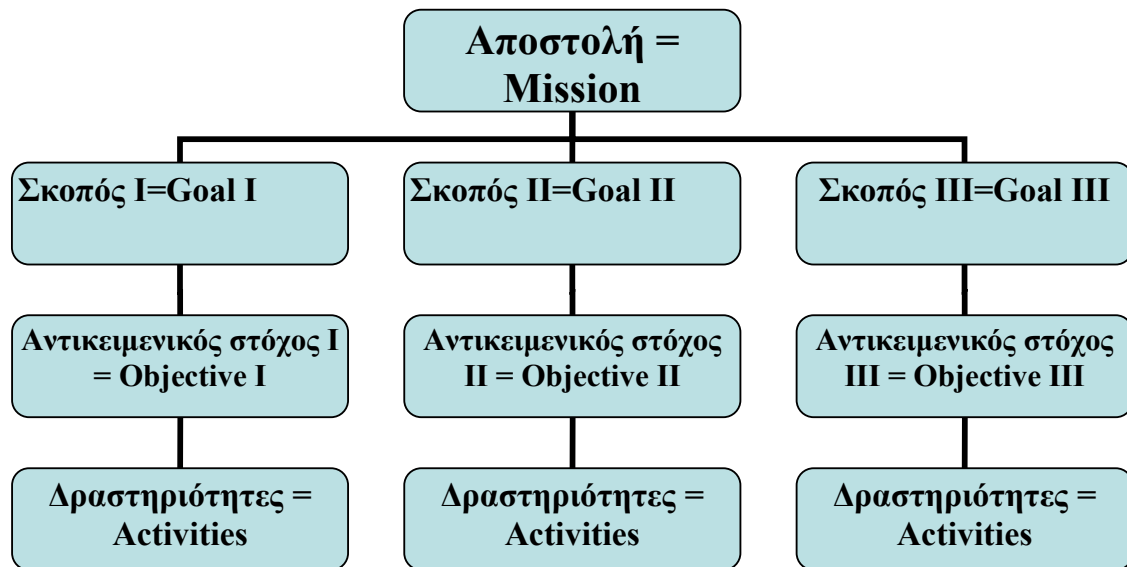 Αποστολή =
Mission
Σκοπός I=Goal I
Σκοπός II=Goal II
Σκοπός III=Goal III
Αντικειμενικός στόχος I
= Objective I
Αντικειμενικός στόχος
II = Objective II
Αντικειμενικός στόχος
III = Objective III
Δραστηριότητες =
Activities
Δραστηριότητες =
Activities
Δραστηριότητες =
Activities